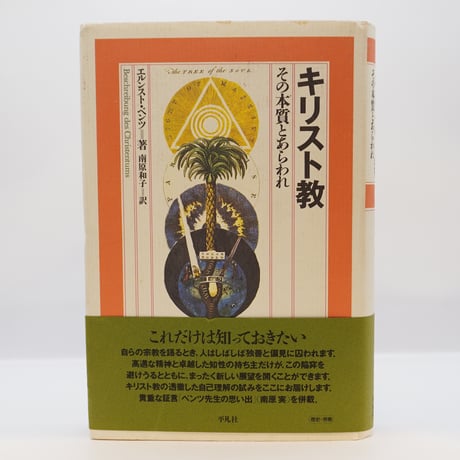 キリスト教
その本質とあらわれ
エルンスト・ベンツ=著 南原和子=訳
Beschreibung des Christentums
The TREE of the SOUL
これだけは知っておきたい
自らの宗教を語るとき、人はしばしば独善と偏見に囚われます。
高邁な精神と卓越した知性の持ち主だけが、この陥穽を
避けうるとともに、まったく新しい展望を開くことができます。
キリスト教の透徹した自己理解の試みをここにお届けします。
貴重な証言「ベンツ先生の思い出」(南原 実)を併載。
平凡社